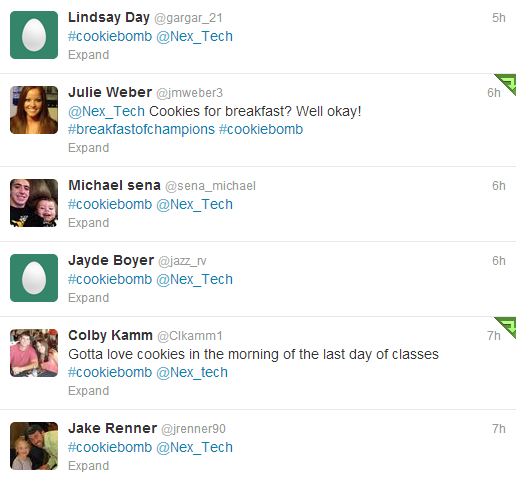 Lindsay Day @gargar_21 5h
#cookiebomb @Nex_Tech
Expand
Julie Weber @jmweber3 6h
@Nex_Tech Cookies for breakfast? Well okay!
#breakfastofchampions #cookiebomb
Expand
Michael sena @sena_michael 6h
#cookiebomb @Nex_Tech
Expand
Jayde Boyer @jazz_rv 6h
#cookiebomb @Nex_Tech
Expand
Colby Kamm @Clkamm1 7h
Gotta love cookies in the morning of the last day of classes
#cookiebomb @Nex_tech
Expand
Jake Renner @jrenner90 7h
#cookiebomb @Nex_Tech
Expand